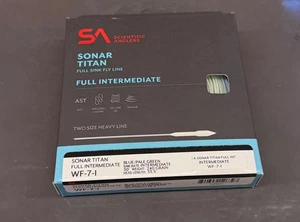 SA
SCIENTIFIC
ANGLERS
SONAR
TITAN
FULL SINK FLY LINE
FULL INTERMEDIATE
AST
TWO-SIZE HEAVY LINE
SONAR TITAN
FULL INTERMEDIATE
WF-7-I
BLUE/PALE GREEN
INTERMEDIATE
WF-7-I